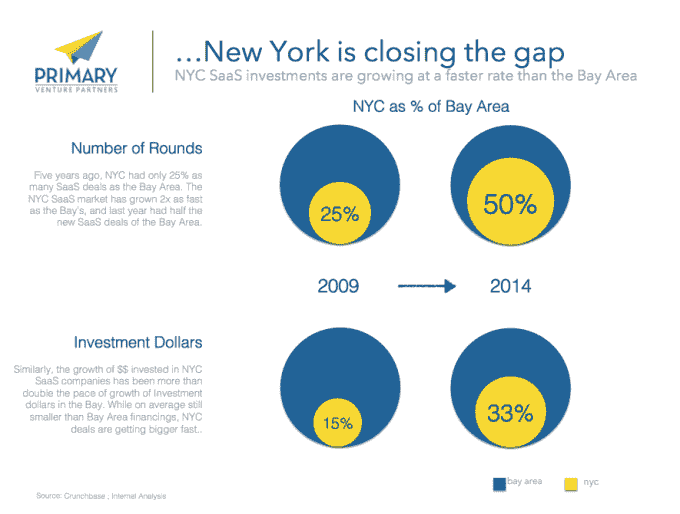 PRIMARY
VENTURE PARTNERS
...New York is closing the gap
NYC SaaS investments are growing at a faster rate than the Bay Area
NYC as % of Bay Area
Number of Rounds
Five years ago, NYC had only 25% as
many SaaS deals as the Bay Area. The
NYC SaaS market has grown 2x as fast
as the Bay's, and last year had half the
new SaaS deals of the Bay Area.
25%
50%
2009
2014
Investment Dollars
Similarly, the growth of $$ invested in NYC
SaaS companies has been more than
double the pace of growth of Investment
dollars in the Bay. While on average still
smaller than Bay Area financings, NYC
deals are getting bigger fast..
15%
33%
bay area
nyc
Source: Crunchbase ; Internal Analysis